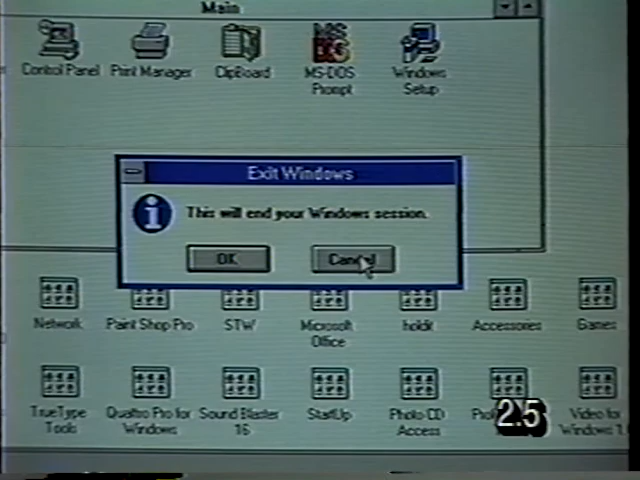 Main
Control Panel
Print Manager
ClipBoard
MS-DOS
Prompt
Windows
Setup
MS
DOS
Exit Windows
This will end your Windows session.
OK
Cancel
Network
Paint Shop Pro
STW
Microsoft
Office
holdit
Accessories
Games
TrueType
Tools
Quattro Pro for
Windows
Sound Blaster
16
StartUp
Photo CD
Access
2.5
Video for
Windows 1.